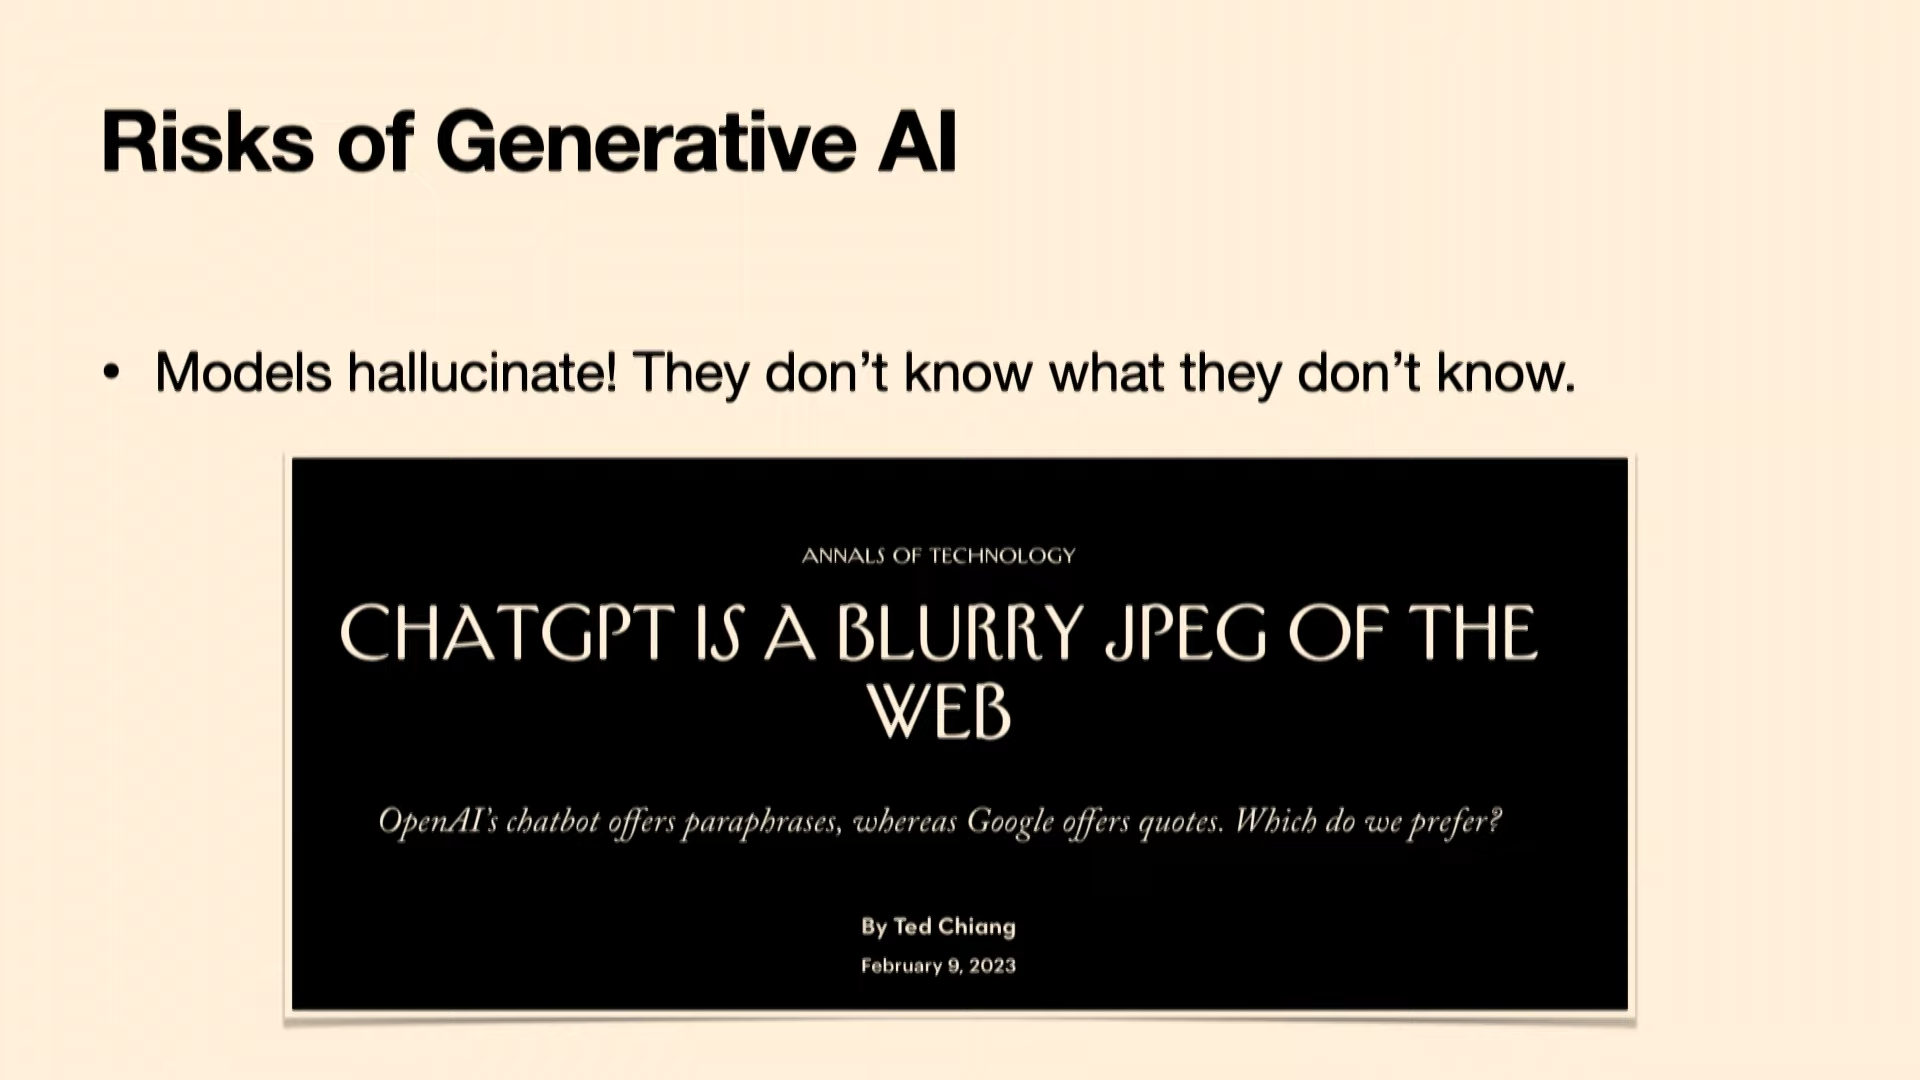 Risks of Generative AI
• Models hallucinate! They don’t know what they don’t know.
ANNALS OF TECHNOLOGY
CHATGPT IS A BLURRY JPEG OF THE
WEB
OpenAI’s chatbot offers paraphrases, whereas Google offers quotes. Which do we prefer?
By Ted Chiang
February 9, 2023